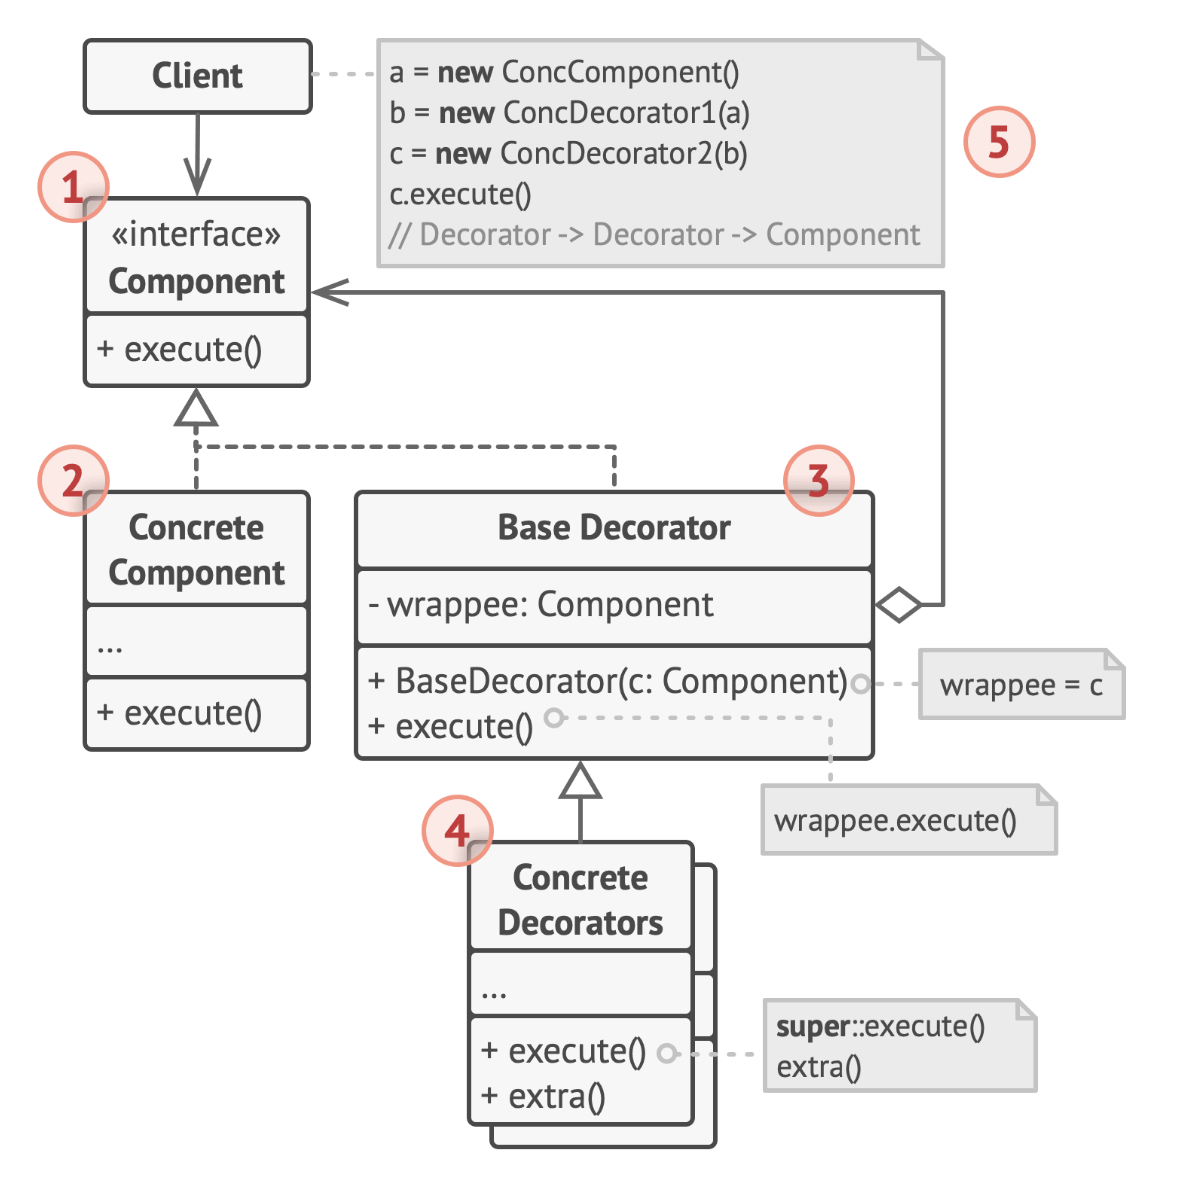 Client
a = new ConcComponent()
b = new ConcDecorator1(a)
c = new ConcDecorator2(b)
c.execute()
// Decorator -> Decorator -> Component
5
1
«interface»
Component
+ execute()
2
Concrete
Component
...
+ execute()
3
Base Decorator
- wrappee: Component
+ BaseDecorator(c: Component)
+ execute()
wrappee = c
wrappee.execute()
4
Concrete
Decorators
...
+ execute()
+ extra()
super::execute()
extra()